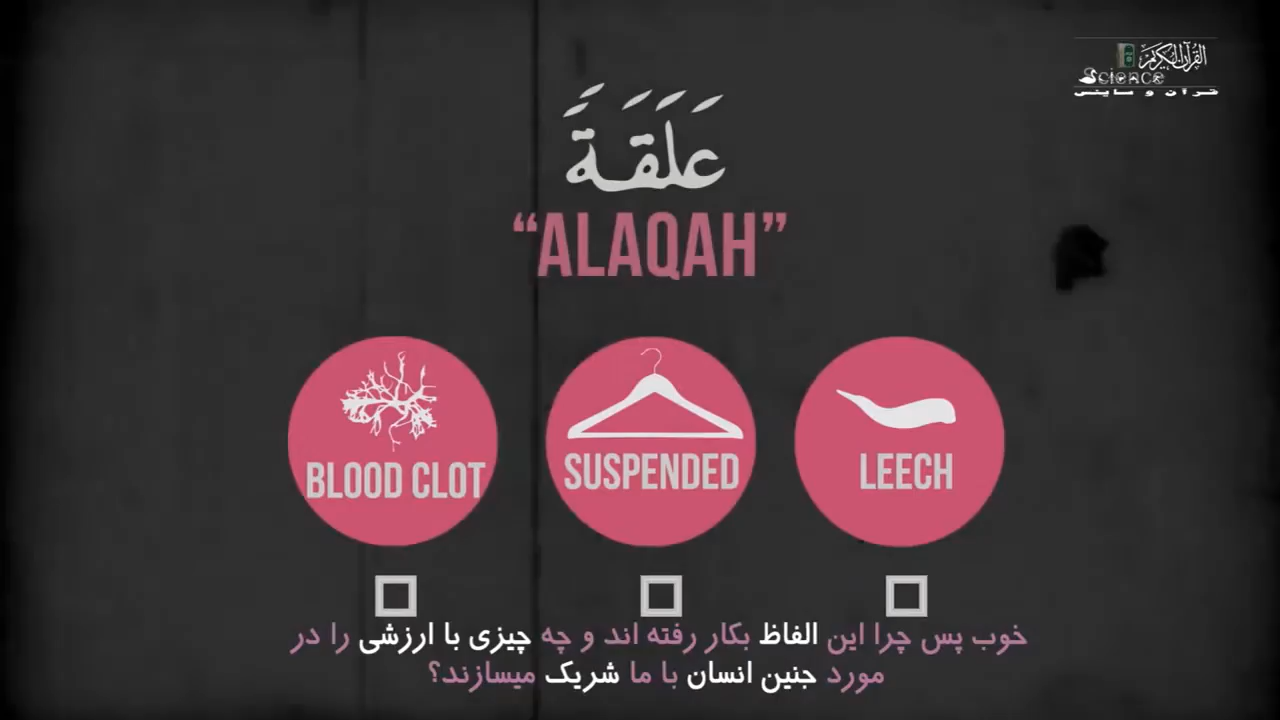 القرآن الكريم
Science
قرآن و ساینس
عَلَقَةً
“ALAQAH”
BLOOD CLOT
SUSPENDED
LEECH
خوب پس چرا این الفاظ بکار رفته اند و چه چیزی با ارزشی را در
مورد جنین انسان با ما شریک میسازند؟